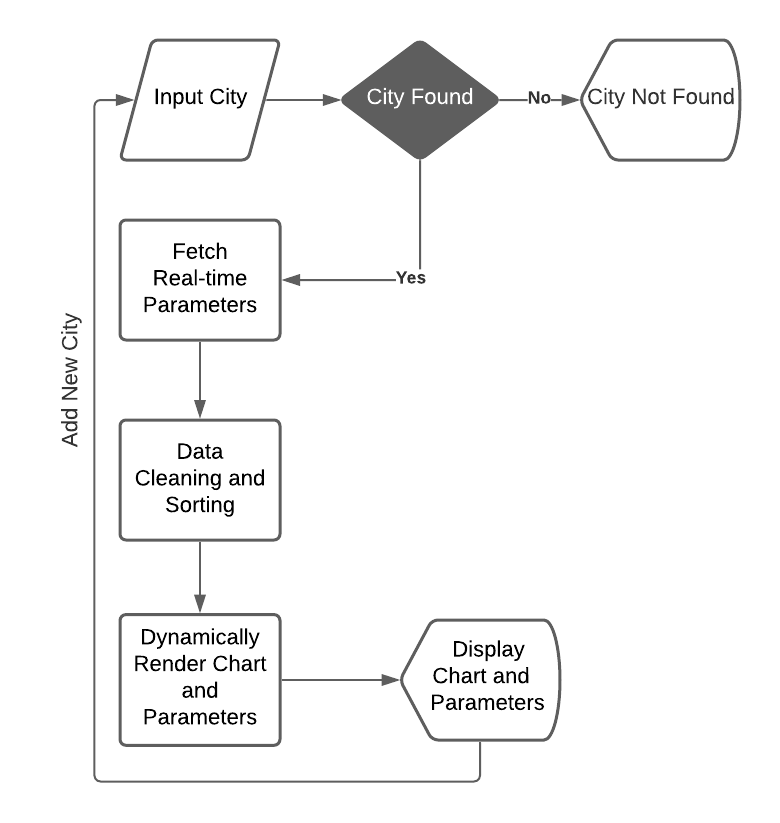 Input City
City Found
No
City Not Found
Fetch
Real-time
Parameters
Yes
Add New City
Data
Cleaning and
Sorting
Dynamically
Render Chart
and
Parameters
Display
Chart and
Parameters